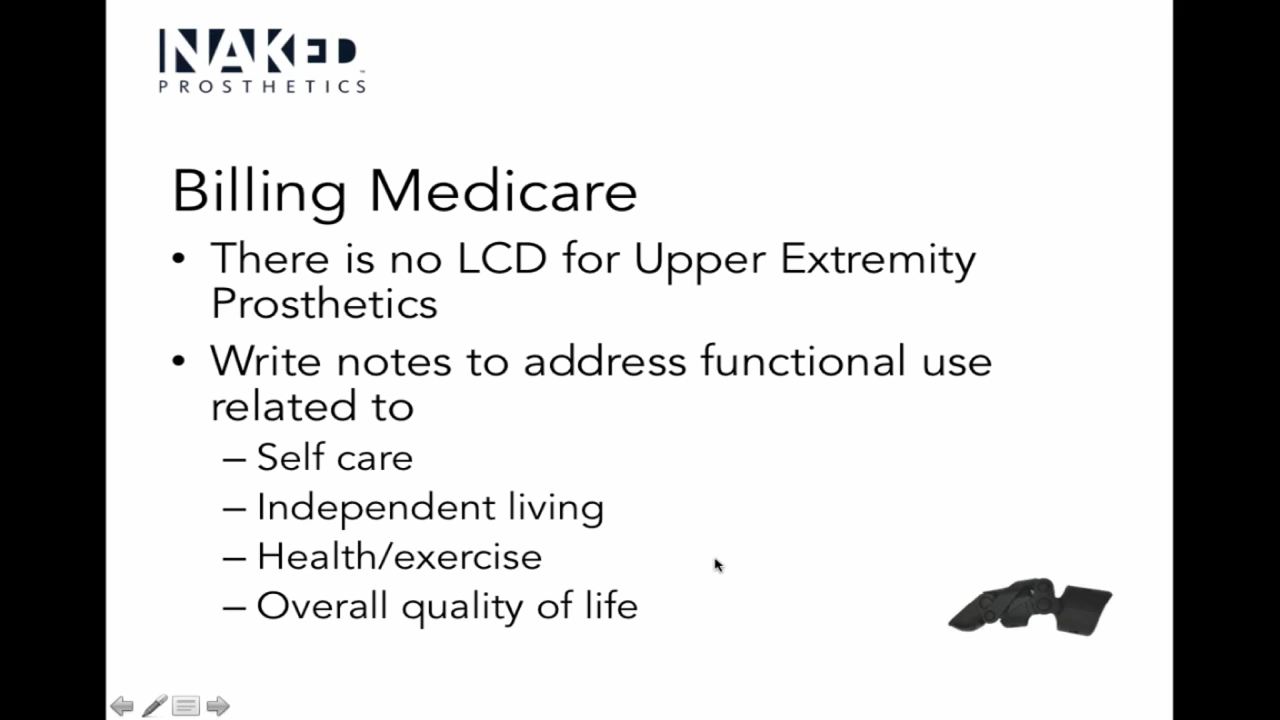 NAKED
PROSTHETICS
Billing Medicare
• There is no LCD for Upper Extremity
Prosthetics
• Write notes to address functional use
related to
– Self care
– Independent living
– Health/exercise
– Overall quality of life